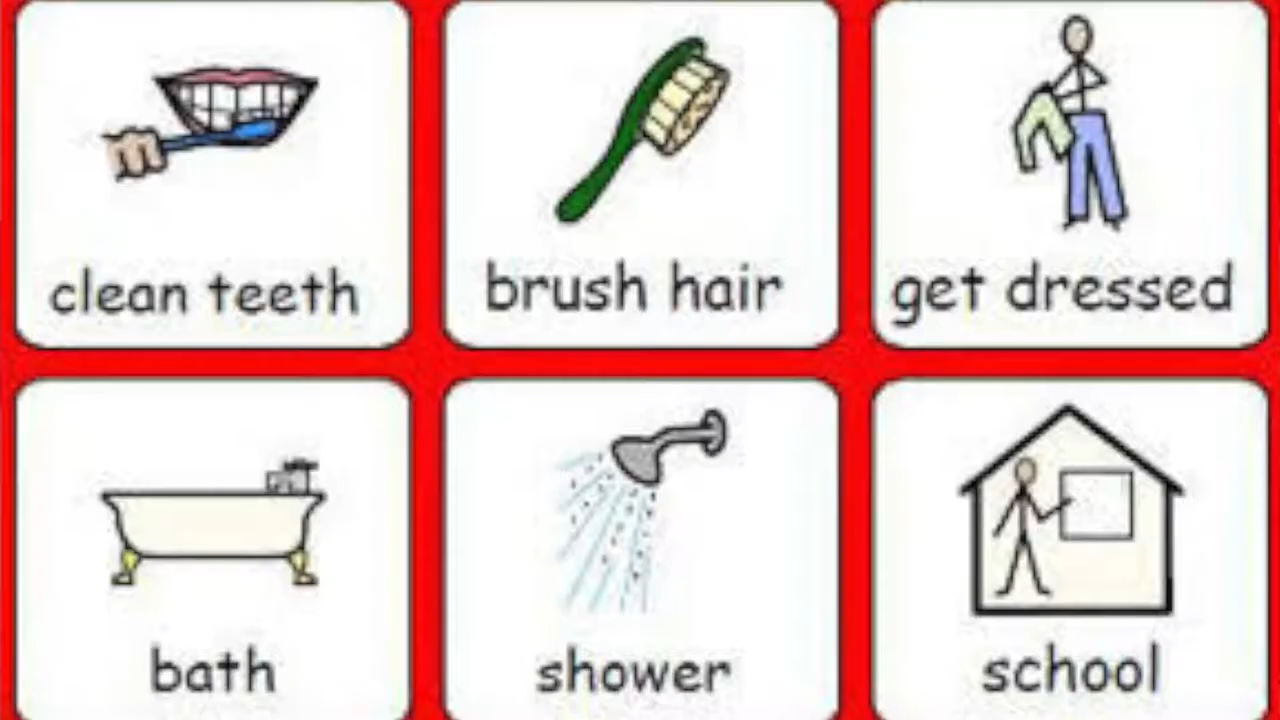 clean teeth
brush hair
get dressed
bath
shower
school